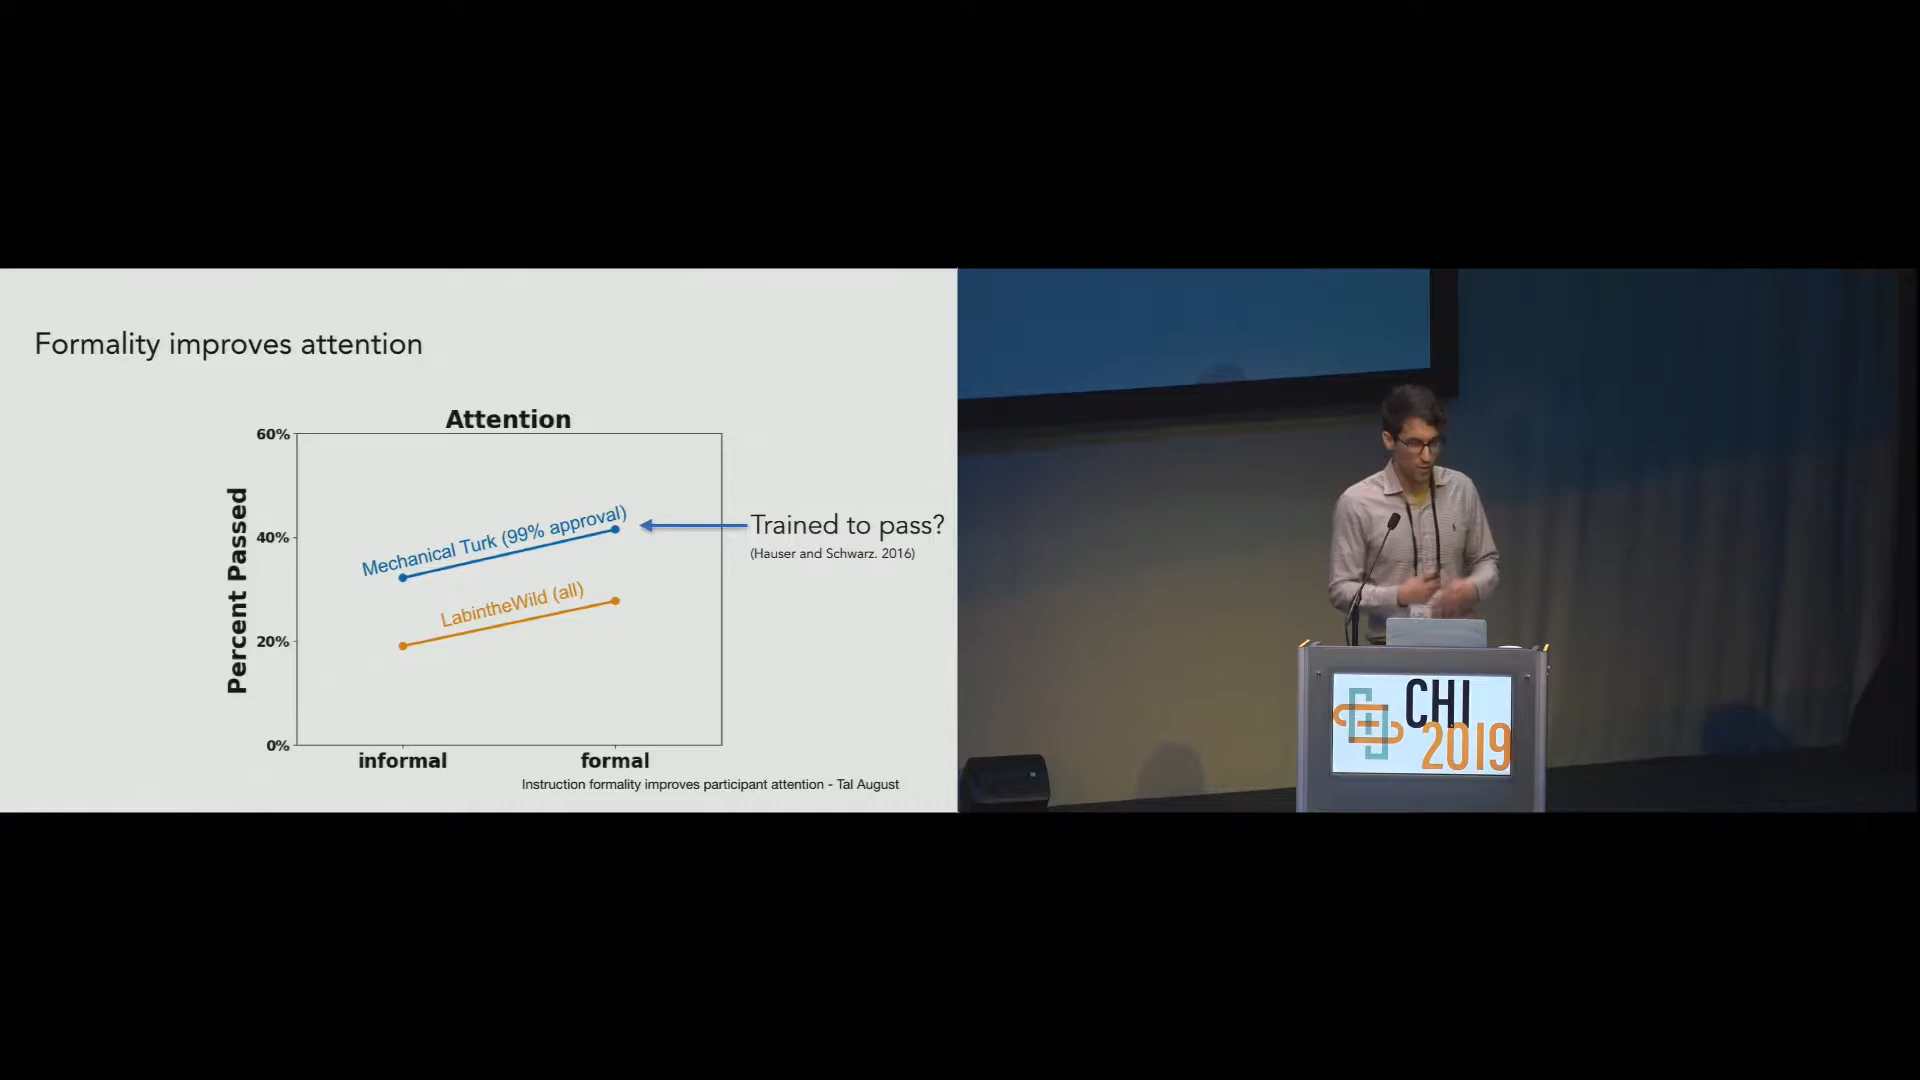 Formality improves attention
Attention
60%
40%
20%
0%
Percent Passed
Mechanical Turk (99% approval)
LabintheWild (all)
Trained to pass?
(Hauser and Schwarz. 2016)
informal
formal
Instruction formality improves participant attention - Tal August
CHI
2019